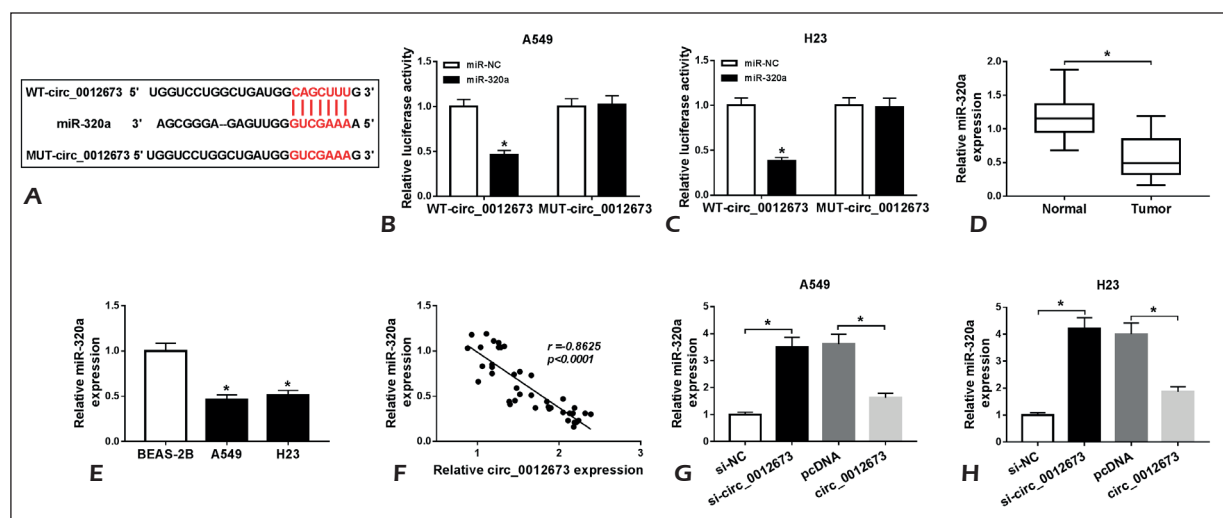 WT-circ_0012673 5' UGGUCCUGGCUGAUGGCAGCUUUG 3'
miR-320a 3' AGCGGGA--GAGUUGGGUCGAAAA 5'
MUT-circ_0012673 5' UGGUCCUGGCUGAUGGGUCGAAAG 3'
A
A549
Relative luciferase activity
1.5
1.0
0.5
0.0
miR-NC
miR-320a
*
WT-circ_0012673 MUT-circ_0012673
B
H23
Relative luciferase activity
1.5
1.0
0.5
0.0
miR-NC
miR-320a
*
WT-circ_0012673 MUT-circ_0012673
C
Relative miR-320a
expression
2.0
1.5
1.0
0.5
0.0
*
Normal Tumor
D
Relative miR-320a
expression
1.5
1.0
0.5
0.0
* *
BEAS-2B A549 H23
E
Relative miR-320a
expression
1.5
1.0
0.5
0.0
r =-0.8625
p<0.0001
1 2 3
Relative circ_0012673 expression
F
A549
Relative miR-320a
expression
5
4
3
2
1
0
* *
si-NC si-circ_0012673 pcDNA circ_0012673
G
H23
Relative miR-320a
expression
5
4
3
2
1
0
* *
si-NC si-circ_0012673 pcDNA circ_0012673
H